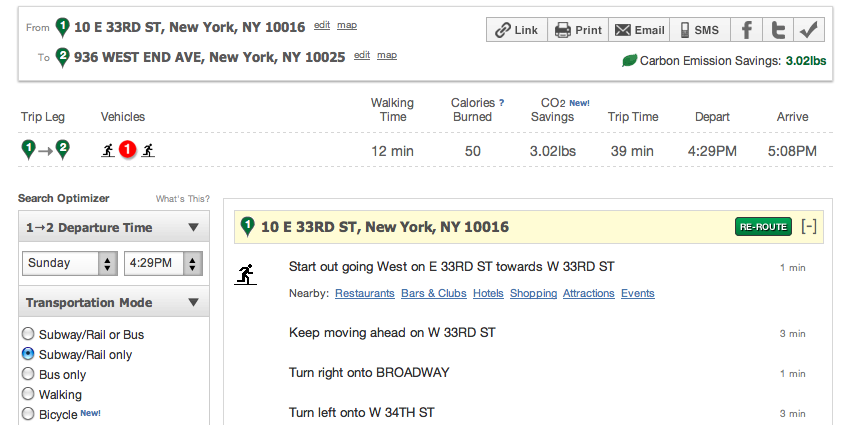 From 1 10 E 33RD ST, New York, NY 10016 edit map
Link Print Email SMS f t
To 2 936 WEST END AVE, New York, NY 10025 edit map
Carbon Emission Savings: 3.02lbs
Trip Leg Vehicles Walking Time Calories ? Burned CO2 New! Savings Trip Time Depart Arrive
1→2 1 12 min 50 3.02lbs 39 min 4:29PM 5:08PM
Search Optimizer What's This?
1→2 Departure Time
Sunday 4:29PM
Transportation Mode
Subway/Rail or Bus
Subway/Rail only
Bus only
Walking
Bicycle New!
1 10 E 33RD ST, New York, NY 10016 RE-ROUTE [-]
Start out going West on E 33RD ST towards W 33RD ST 1 min
Nearby: Restaurants Bars & Clubs Hotels Shopping Attractions Events
Keep moving ahead on W 33RD ST 3 min
Turn right onto BROADWAY 1 min
Turn left onto W 34TH ST 3 min